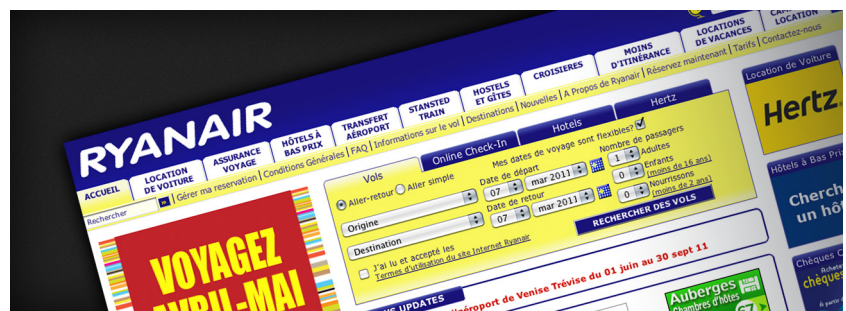 RYANAIR
ACCUEIL
LOCATION
DE VOITURE
ASSURANCE
VOYAGE
HÔTELS À
BAS PRIX
TRANSFERT
AÉROPORT
STANSTED
TRAIN
HOSTELS
ET GÎTES
CROISIERES
MOINS
D'ITINÉRANCE
LOCATIONS
DE VACANCES
LOCATION
Rechercher
» | Gérer ma reservation | Conditions Générales | FAQ | Informations sur le vol | Destinations | Nouvelles | A Propos de Ryanair | Réservez maintenant | Tarifs | Contactez-nous
Vols
Online Check-In
Hotels
Hertz
Aller-retour
Aller simple
Mes dates de voyage sont flexibles?
Origine
Destination
Date de départ
07
mar 2011
Date de retour
07
mar 2011
Nombre de passagers
1
Adultes
0
Enfants
(moins de 16 ans)
0
Nourrissons
(moins de 2 ans)
J'ai lu et accepté les
Termes d'utilisation du site Internet Ryanair
RECHERCHER DES VOLS
VOYAGEZ
AVRIL-MAI
UPDATES
de Venise Trévise du 01 juin au 30 sept 11
Auberges
Chambres d'hôtes
Location de Voiture
Hertz
Hôtels à Bas Prix
Cherch
un hôt
Chèques C
Achete
chèques
À partir d